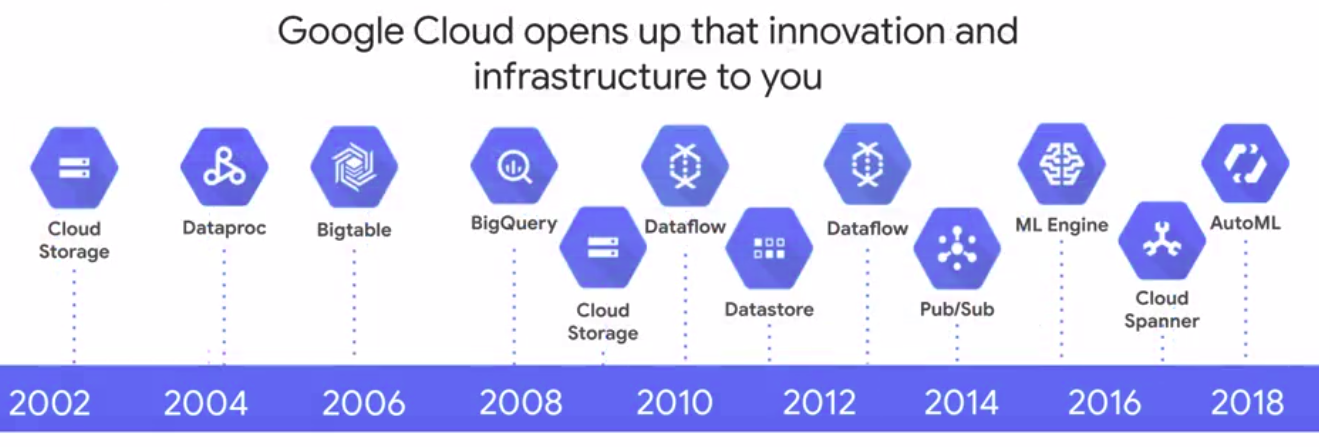 Google Cloud opens up that innovation and
infrastructure to you
Cloud
Storage
Dataproc
Bigtable
BigQuery
Cloud
Storage
Dataflow
Datastore
Dataflow
Pub/Sub
ML Engine
Cloud
Spanner
AutoML
2002 2004 2006 2008 2010 2012 2014 2016 2018